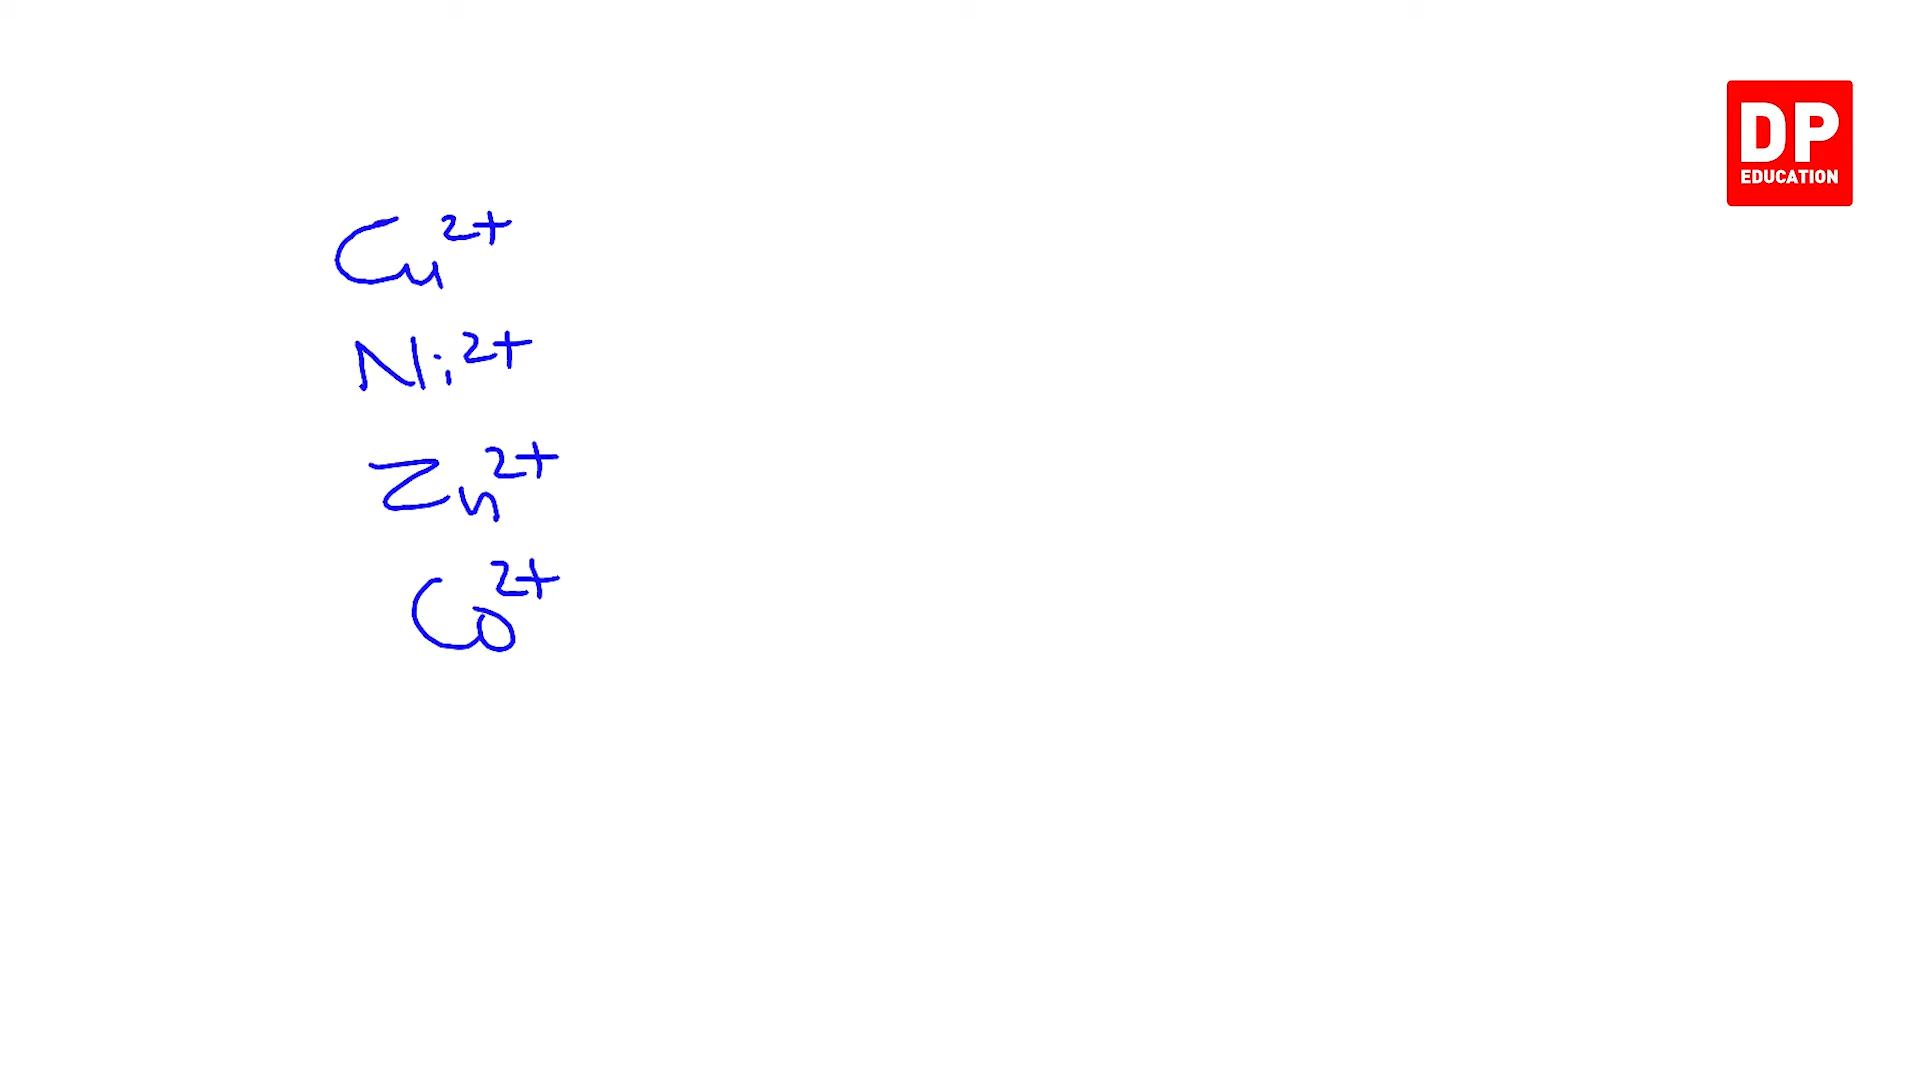 DP
EDUCATION
Cu²⁺
Ni²⁺
Zn²⁺
Co²⁺